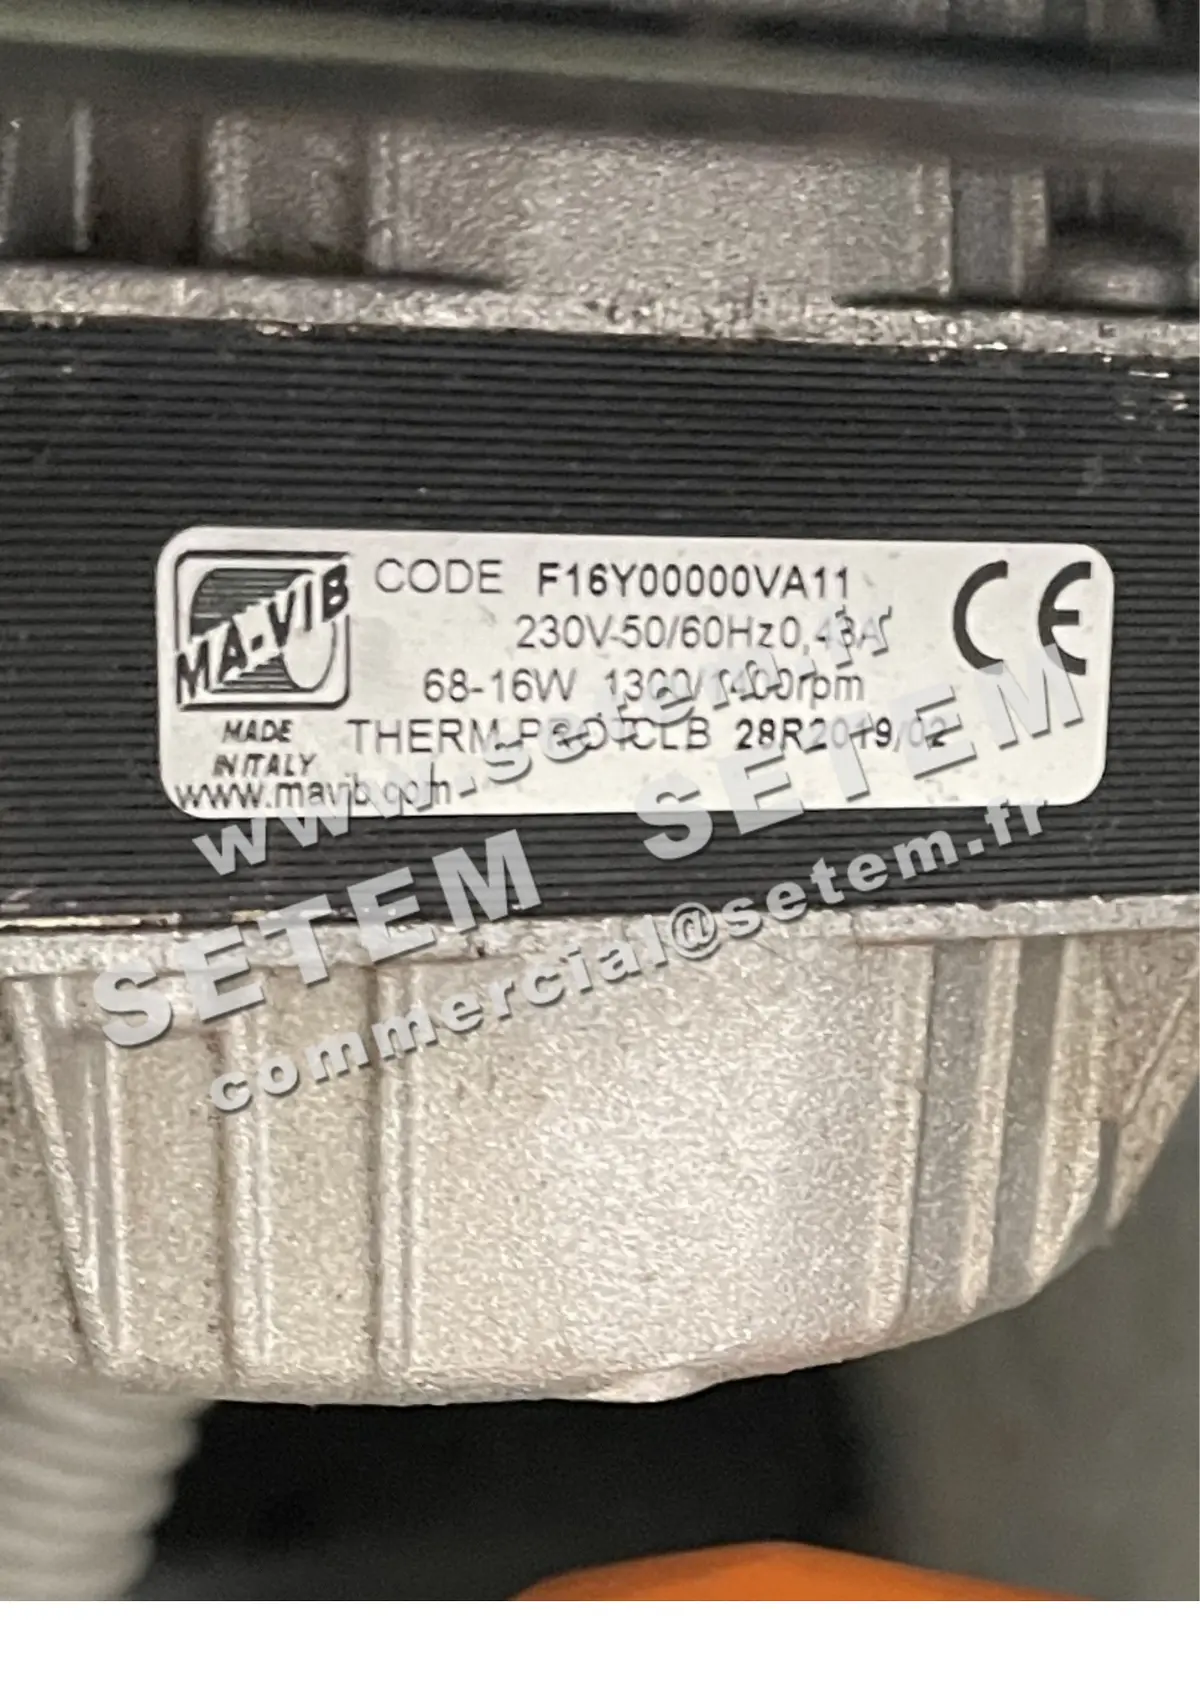 MA-VIB
CODE F16Y00000VA11
230V-50/60Hz 0,43A
68-16W 1300/1400rpm
MADE
IN ITALY
THERM-PROT CLB 28R2019/02
www.mavib.com
CE
www.setem.fr
SETEM SETEM
commercial@setem.fr